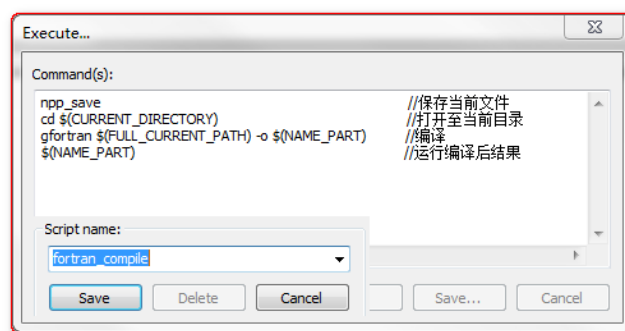 Execute...
Command(s):
npp_save //保存当前文件
cd $(CURRENT_DIRECTORY) //打开至当前目录
gfortran $(FULL_CURRENT_PATH) -o $(NAME_PART) //编译
$(NAME_PART) //运行编译后结果
Script name:
fortran_compile
Save Delete Cancel Save... Cancel